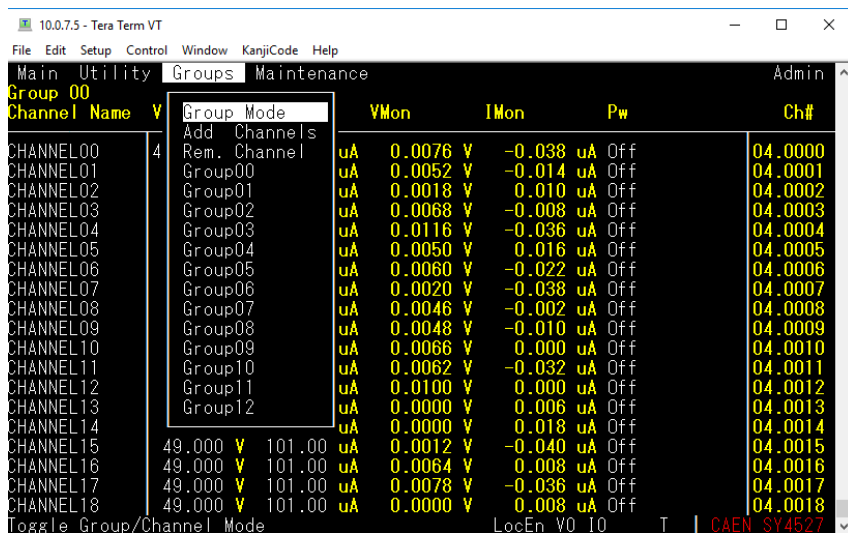 10.0.7.5 - Tera Term VT
File Edit Setup Control Window KanjiCode Help
Main Utility Groups Maintenance Admin
Group 00
Channel Name V VMon IMon Pw Ch#
Group Mode
Add Channels
Rem. Channel
Group00
Group01
Group02
Group03
Group04
Group05
Group06
Group07
Group08
Group09
Group10
Group11
Group12
CHANNEL00 4 uA 0.0076 V -0.038 uA Off 04.0000
CHANNEL01 uA 0.0052 V -0.014 uA Off 04.0001
CHANNEL02 uA 0.0018 V 0.010 uA Off 04.0002
CHANNEL03 uA 0.0068 V -0.008 uA Off 04.0003
CHANNEL04 uA 0.0116 V -0.036 uA Off 04.0004
CHANNEL05 uA 0.0050 V 0.016 uA Off 04.0005
CHANNEL06 uA 0.0060 V -0.022 uA Off 04.0006
CHANNEL07 uA 0.0020 V -0.038 uA Off 04.0007
CHANNEL08 uA 0.0046 V -0.002 uA Off 04.0008
CHANNEL09 uA 0.0048 V -0.010 uA Off 04.0009
CHANNEL10 uA 0.0066 V 0.000 uA Off 04.0010
CHANNEL11 uA 0.0062 V -0.032 uA Off 04.0011
CHANNEL12 uA 0.0100 V 0.000 uA Off 04.0012
CHANNEL13 uA 0.0000 V 0.006 uA Off 04.0013
CHANNEL14 uA 0.0000 V 0.018 uA Off 04.0014
CHANNEL15 49.000 V 101.00 uA 0.0012 V -0.040 uA Off 04.0015
CHANNEL16 49.000 V 101.00 uA 0.0064 V 0.008 uA Off 04.0016
CHANNEL17 49.000 V 101.00 uA 0.0078 V -0.036 uA Off 04.0017
CHANNEL18 49.000 V 101.00 uA 0.0000 V 0.008 uA Off 04.0018
Toggle Group/Channel Mode LocEn V0 I0 T CAEN SY4527